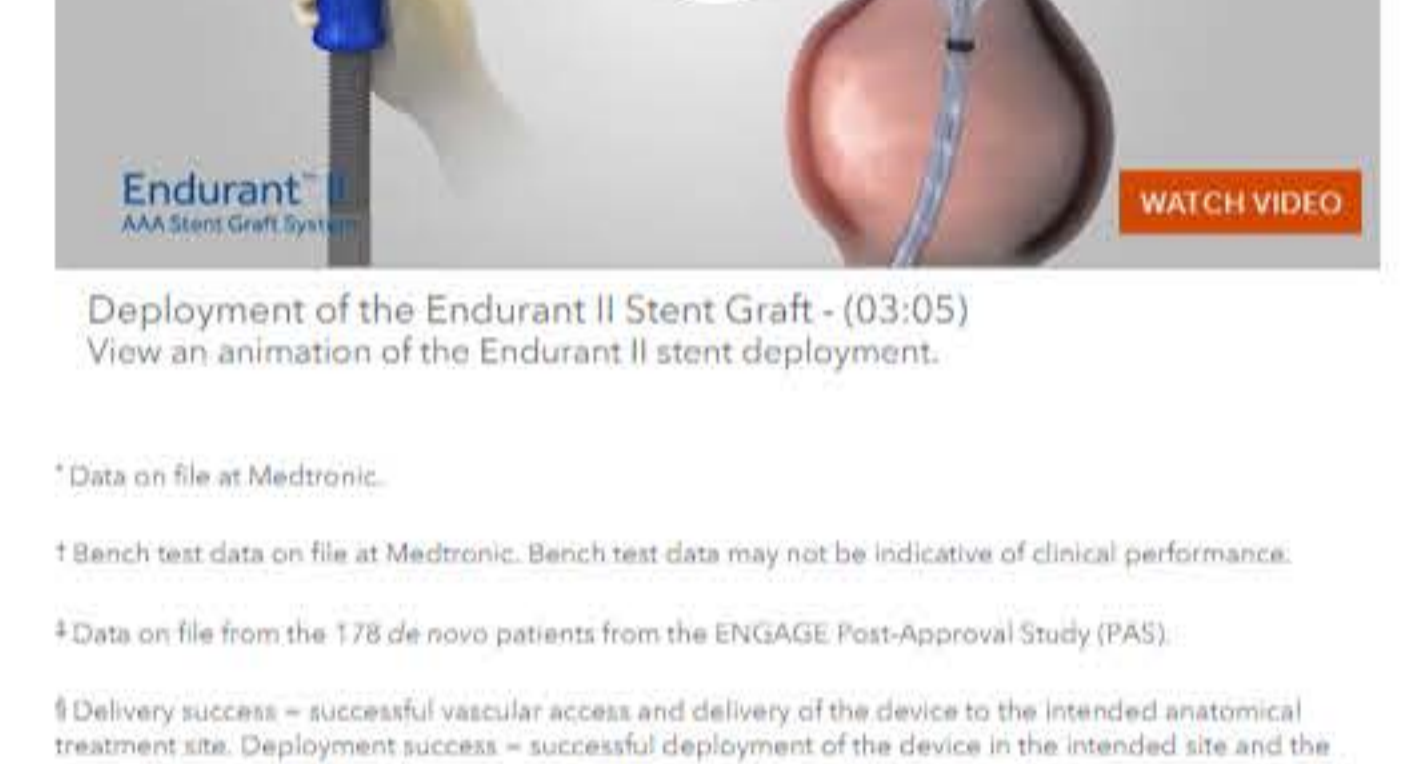 Endurant™ II
AAA Stent Graft System
WATCH VIDEO
Deployment of the Endurant II Stent Graft - (03:05)
View an animation of the Endurant II stent deployment.
* Data on file at Medtronic.
† Bench test data on file at Medtronic. Bench test data may not be indicative of clinical performance.
‡ Data on file from the 178 de novo patients from the ENGAGE Post-Approval Study (PAS).
§ Delivery success = successful vascular access and delivery of the device to the intended anatomical
treatment site. Deployment success = successful deployment of the device in the intended site and the